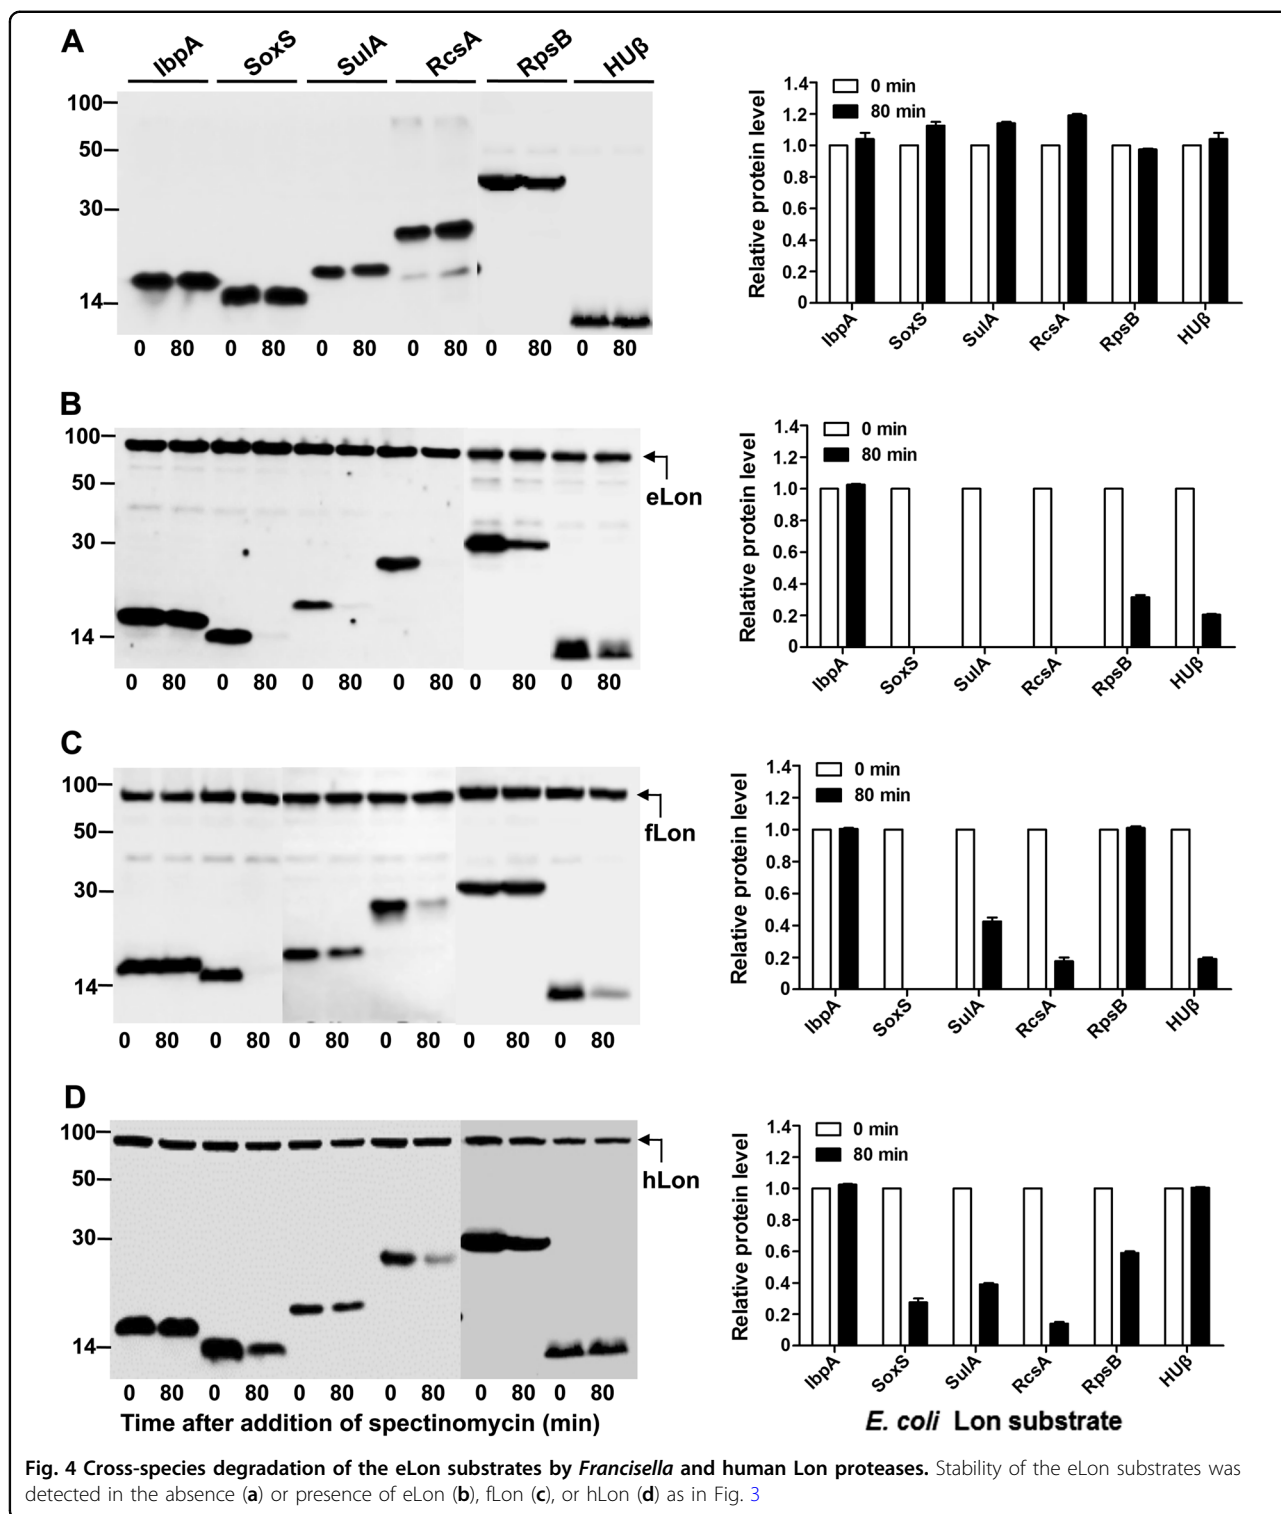 A
IbpA SoxS SulA RcsA RpsB HUβ
100
50
30
14
0 80 0 80 0 80 0 80 0 80 0 80
Relative protein level
1.4
1.2
1.0
0.8
0.6
0.4
0.2
0
0 min
80 min
IbpA SoxS SulA RcsA RpsB HUβ
B
100
50
30
14
eLon
0 80 0 80 0 80 0 80 0 80 0 80
Relative protein level
1.4
1.2
1.0
0.8
0.6
0.4
0.2
0
0 min
80 min
IbpA SoxS SulA RcsA RpsB HUβ
C
100
50
30
14
fLon
0 80 0 80 0 80 0 80 0 80 0 80
Relative protein level
1.4
1.2
1.0
0.8
0.6
0.4
0.2
0
0 min
80 min
IbpA SoxS SulA RcsA RpsB HUβ
D
100
50
30
14
hLon
0 80 0 80 0 80 0 80 0 80 0 80
Time after addition of spectinomycin (min)
Relative protein level
1.4
1.2
1.0
0.8
0.6
0.4
0.2
0
0 min
80 min
IbpA SoxS SulA RcsA RpsB HUβ
E. coli Lon substrate
Fig. 4 Cross-species degradation of the eLon substrates by Francisella and human Lon proteases. Stability of the eLon substrates was
detected in the absence (a) or presence of eLon (b), fLon (c), or hLon (d) as in Fig. 3